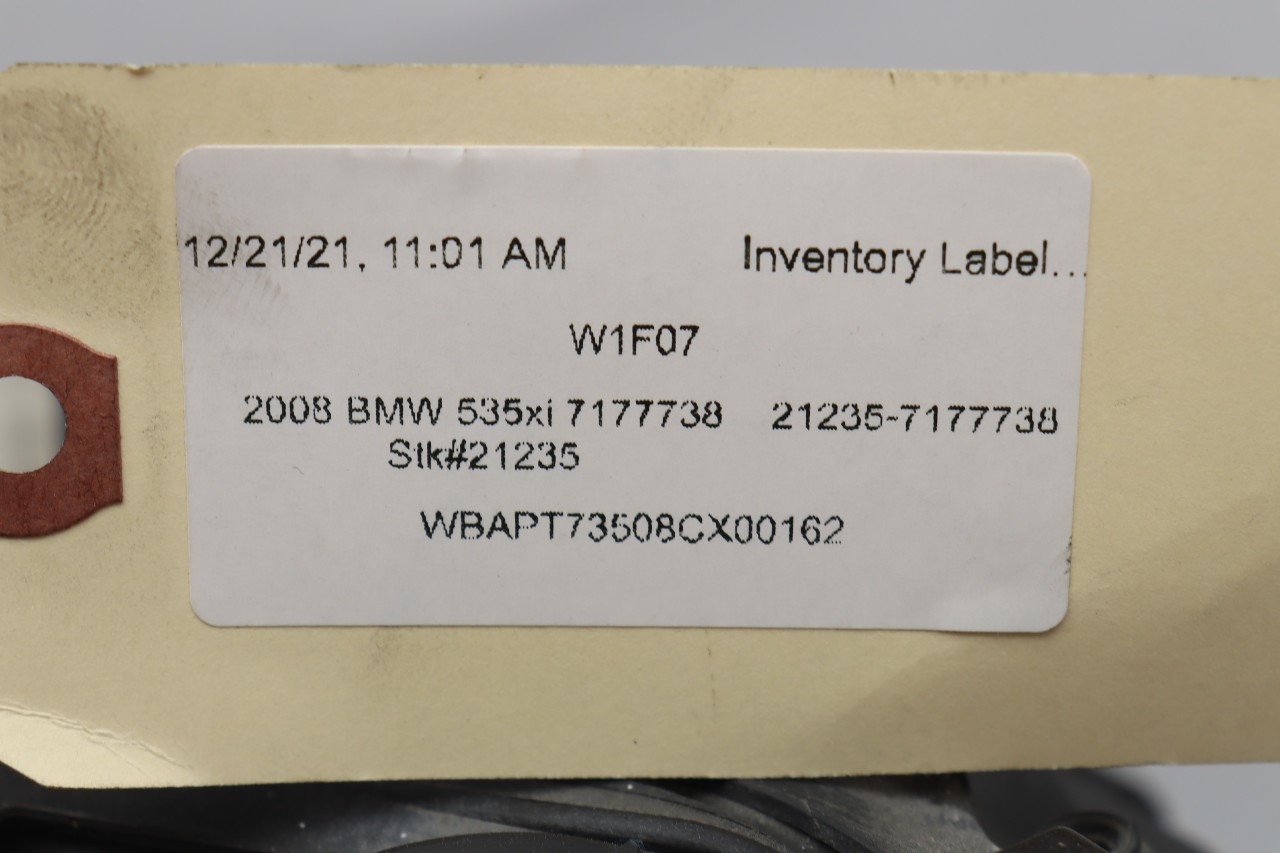 12/21/21, 11:01 AM Inventory Label...
W1F07
2008 BMW 535xi 7177738 21235-7177738
Stk#21235
WBAPT73508CX00162